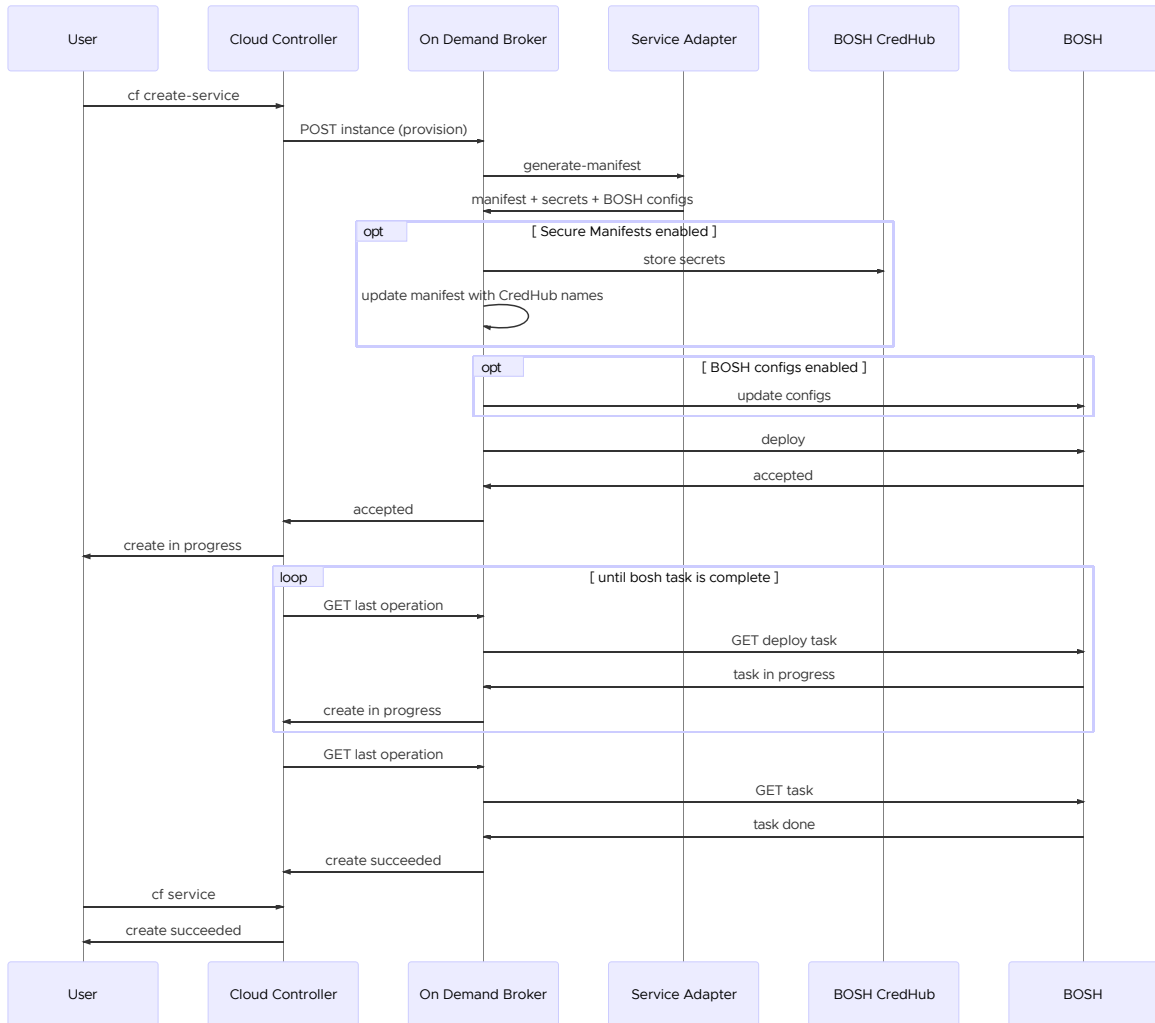 User
Cloud Controller
On Demand Broker
Service Adapter
BOSH CredHub
BOSH
cf create-service
POST instance (provision)
generate-manifest
manifest + secrets + BOSH configs
opt
[ Secure Manifests enabled ]
store secrets
update manifest with CredHub names
opt
[ BOSH configs enabled ]
update configs
deploy
accepted
accepted
create in progress
loop
[ until bosh task is complete ]
GET last operation
GET deploy task
task in progress
create in progress
GET last operation
GET task
task done
create succeeded
cf service
create succeeded
User
Cloud Controller
On Demand Broker
Service Adapter
BOSH CredHub
BOSH